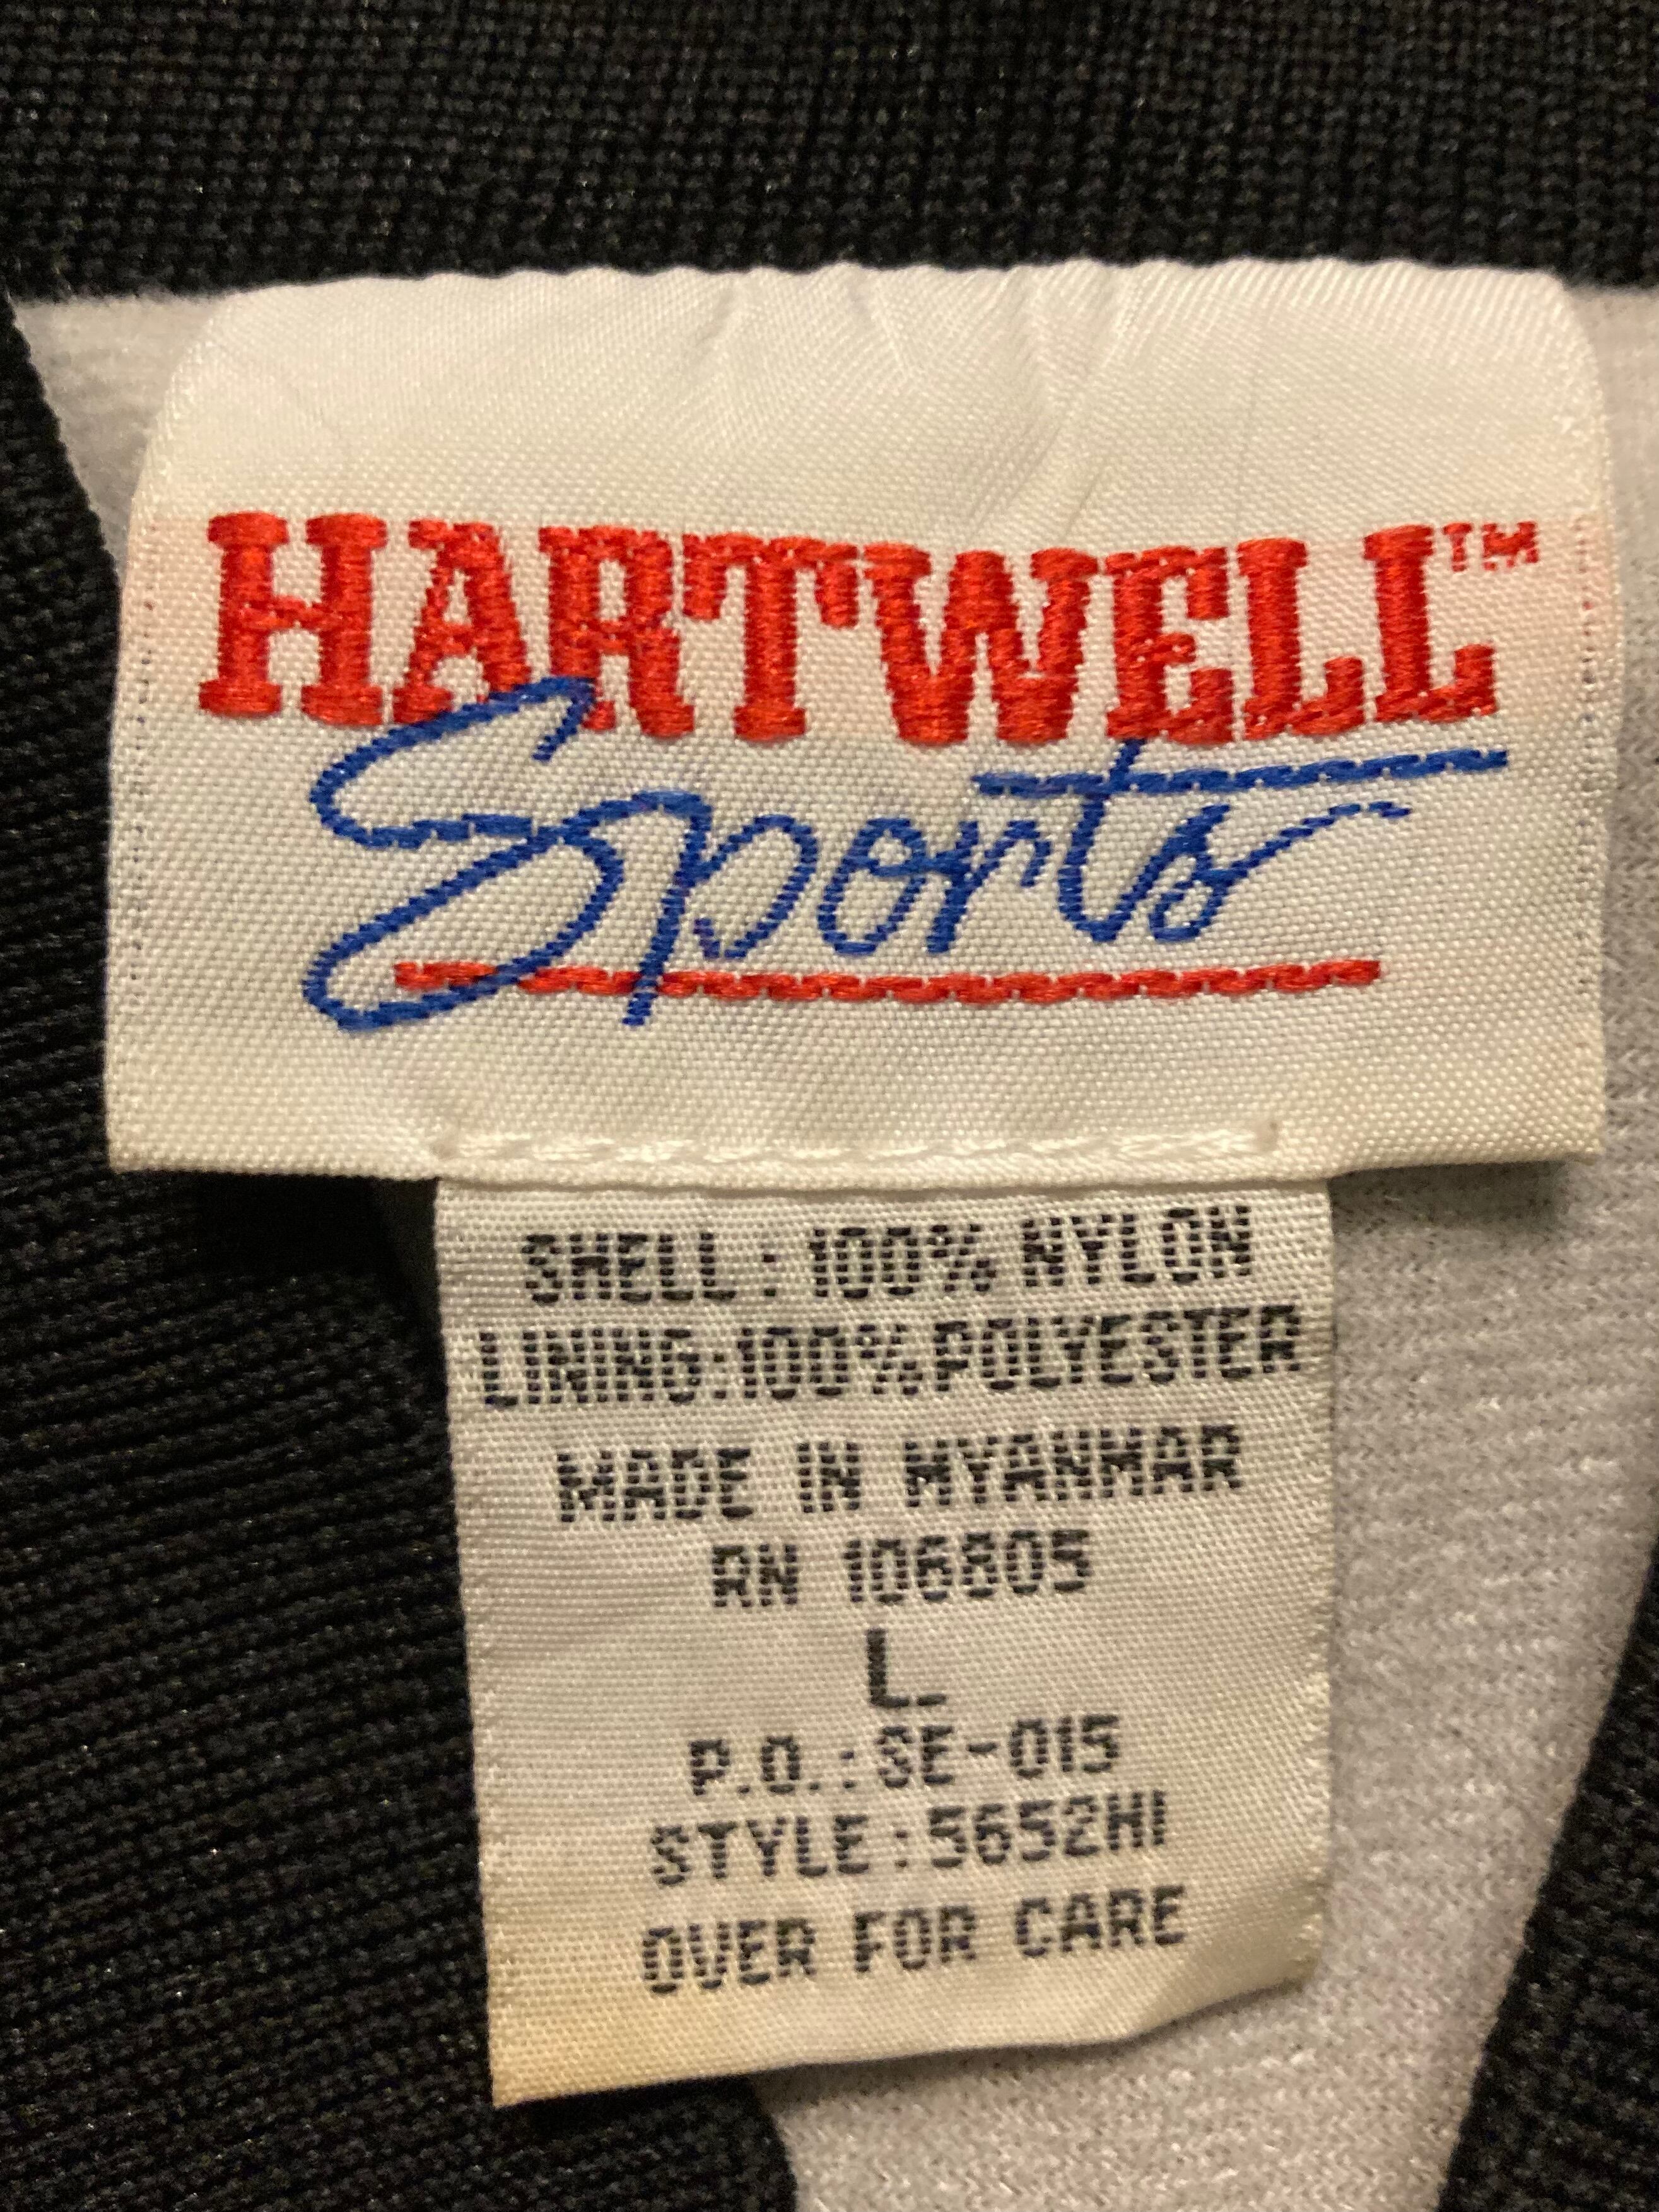 HARTWELL™
Sports
SHELL : 100% NYLON
LINING:100%POLYESTER
MADE IN MYANMAR
RN 106805
L
P.O.:SE-015
STYLE:5652HI
OVER FOR CARE